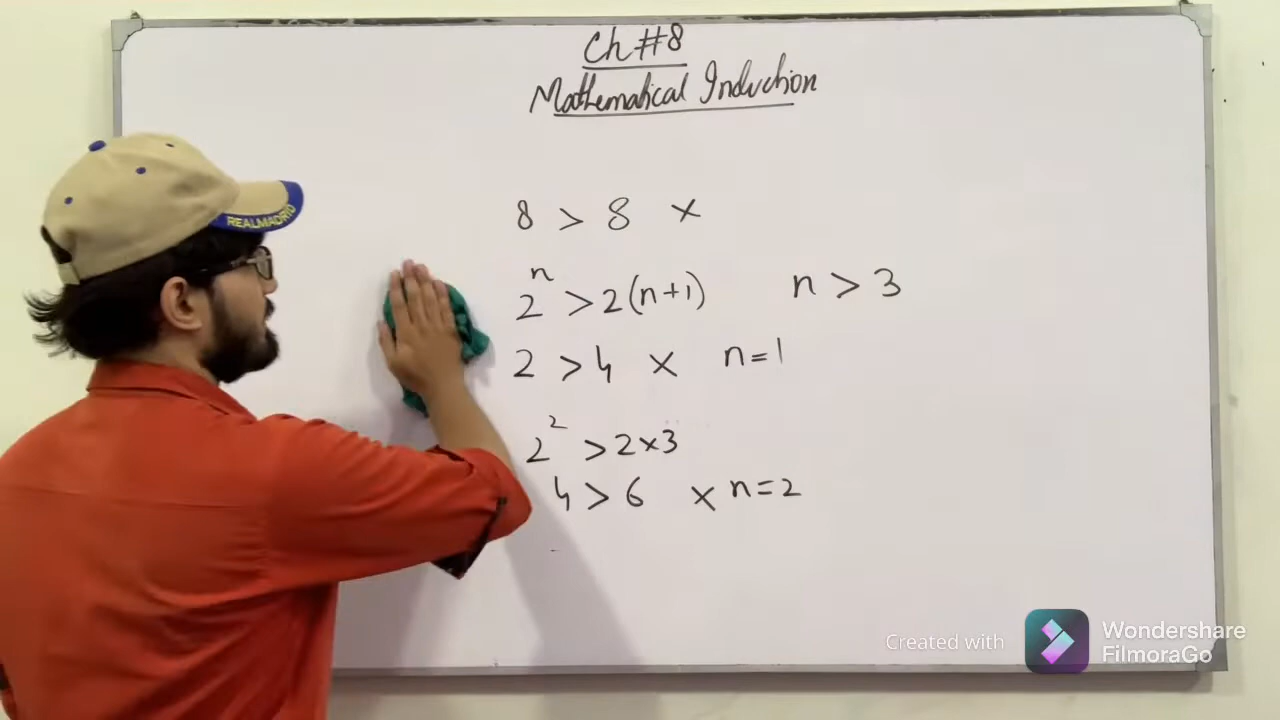 Ch #8
Mathematical Induction
8 > 8 ×
2ⁿ > 2(n+1) n > 3
2 > 4 × n=1
2² > 2×3
4 > 6 × n=2
REALMADRID
Created with Wondershare FilmoraGo